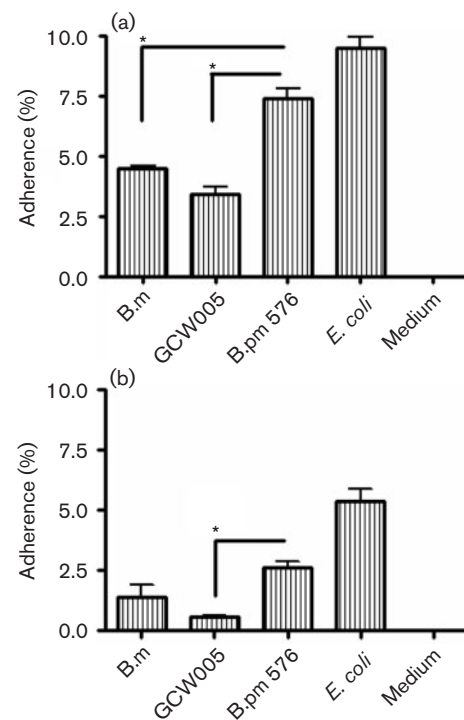 (a)
10.0
*
*
7.5
Adherence (%)
5.0
2.5
0.0
B.m
GCW005
B.pm 576
E. coli
Medium
(b)
10.0
7.5
Adherence (%)
5.0
*
2.5
0.0
B.m
GCW005
B.pm 576
E. coli
Medium